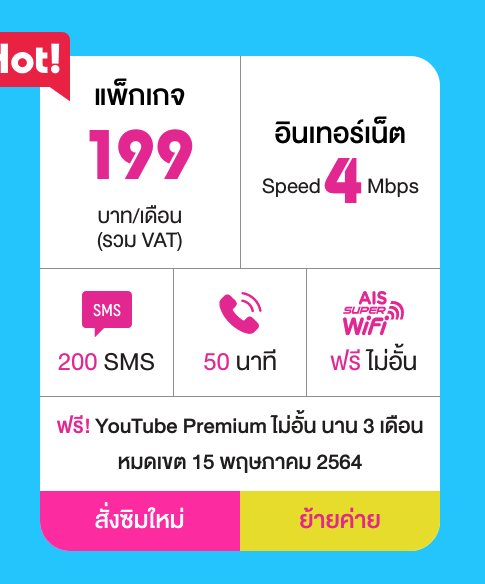 Hot!
แพ็กเกจ
199
บาท/เดือน
(รวม VAT)
อินเทอร์เน็ต
Speed 4 Mbps
SMS
200 SMS
50 นาที
AIS
SUPER
WiFi
ฟรี ไม่อั้น
ฟรี! YouTube Premium ไม่อั้น นาน 3 เดือน
หมดเขต 15 พฤษภาคม 2564
สั่งซิมใหม่
ย้ายค่าย